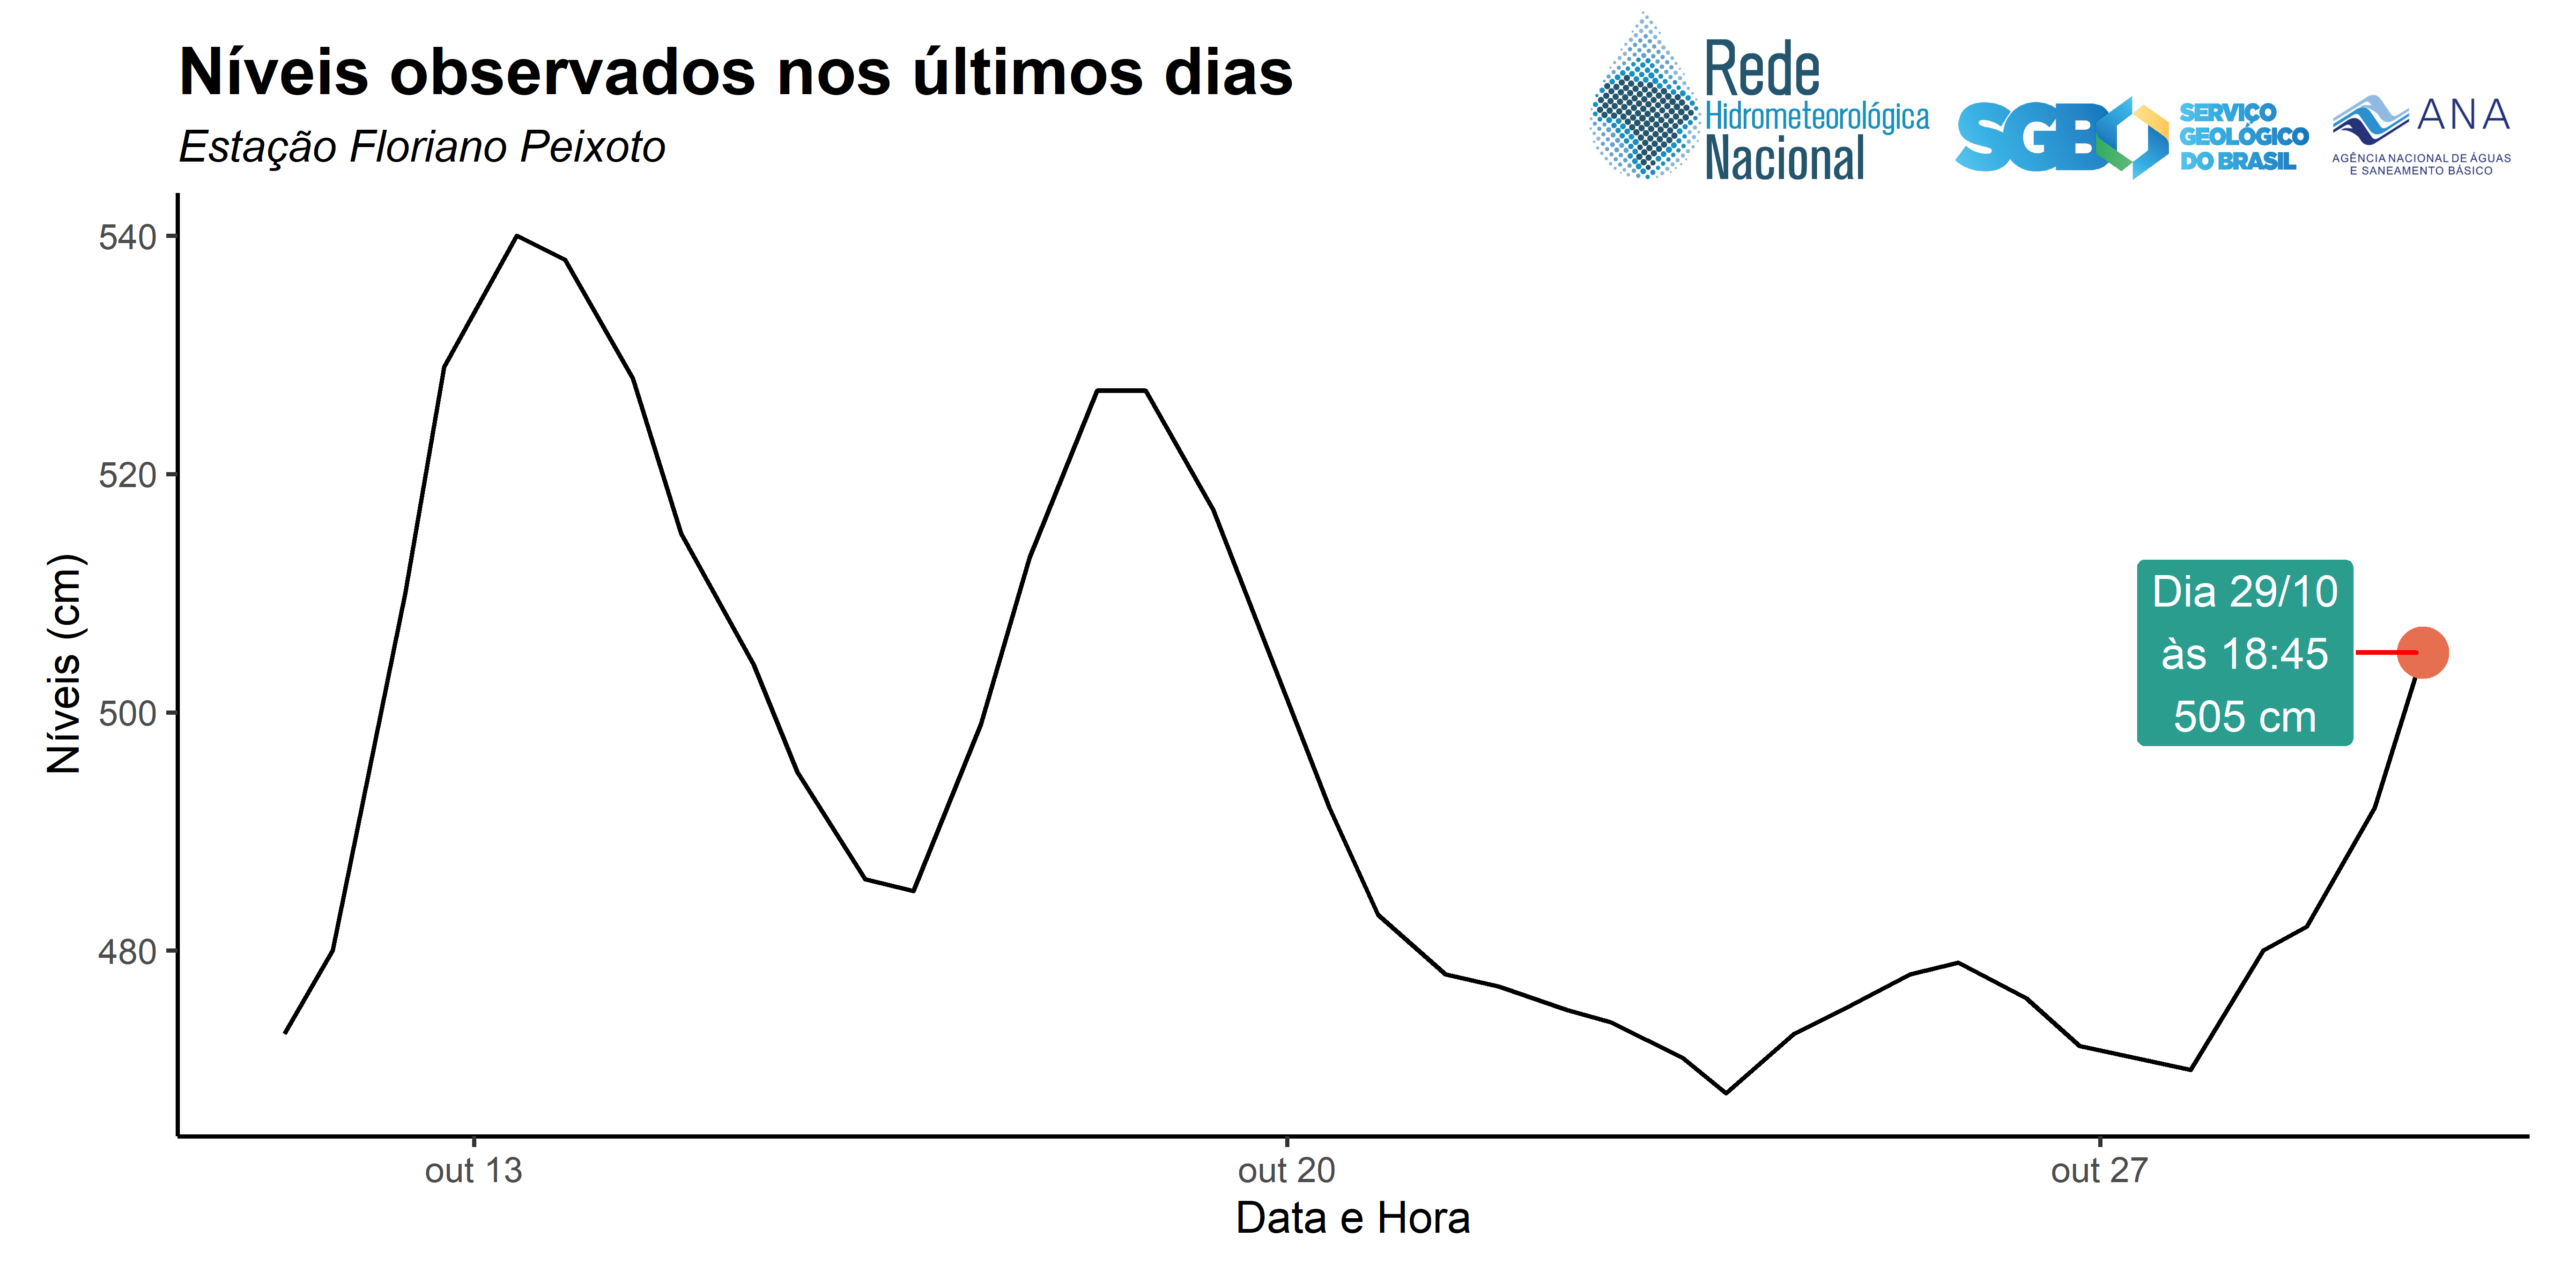 Níveis observados nos últimos dias
Estação Floriano Peixoto
Rede
Hidrometeorológica
Nacional
SGB
SERVIÇO
GEOLÓGICO
DO BRASIL
ANA
AGÊNCIA NACIONAL DE ÁGUAS
E SANEAMENTO BÁSICO
Níveis (cm)
540
520
500
480
Dia 29/10
às 18:45
505 cm
out 13
out 20
out 27
Data e Hora